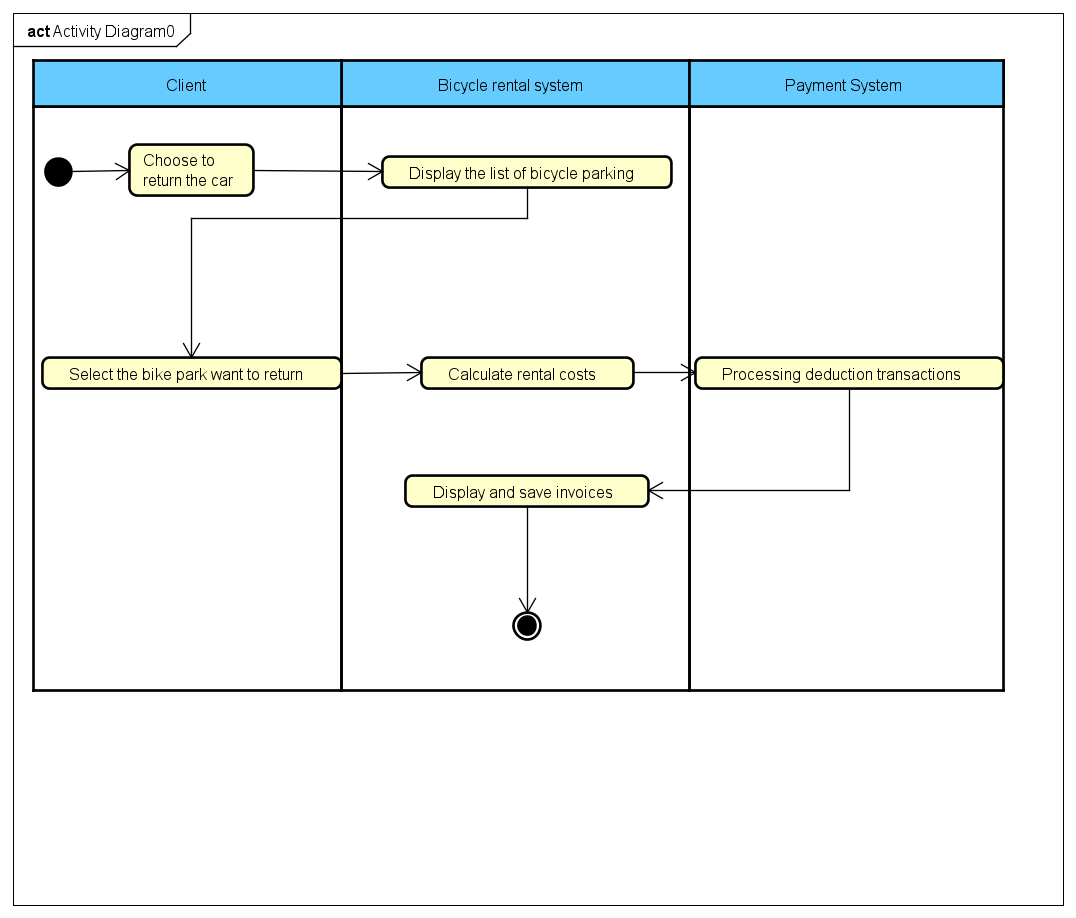 act Activity Diagram0
Client
Bicycle rental system
Payment System
Choose to
return the car
Display the list of bicycle parking
Select the bike park want to return
Calculate rental costs
Processing deduction transactions
Display and save invoices